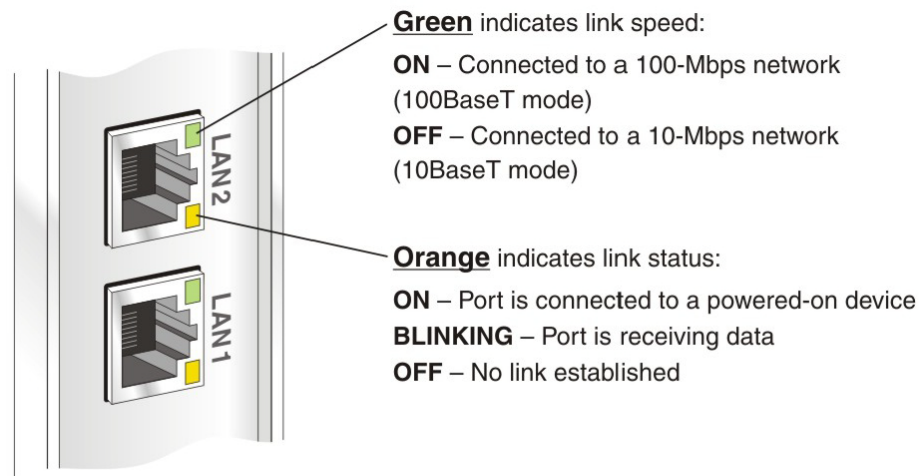 Green indicates link speed:
ON – Connected to a 100-Mbps network
(100BaseT mode)
OFF – Connected to a 10-Mbps network
(10BaseT mode)
LAN2
Orange indicates link status:
ON – Port is connected to a powered-on device
BLINKING – Port is receiving data
OFF – No link established
LAN1